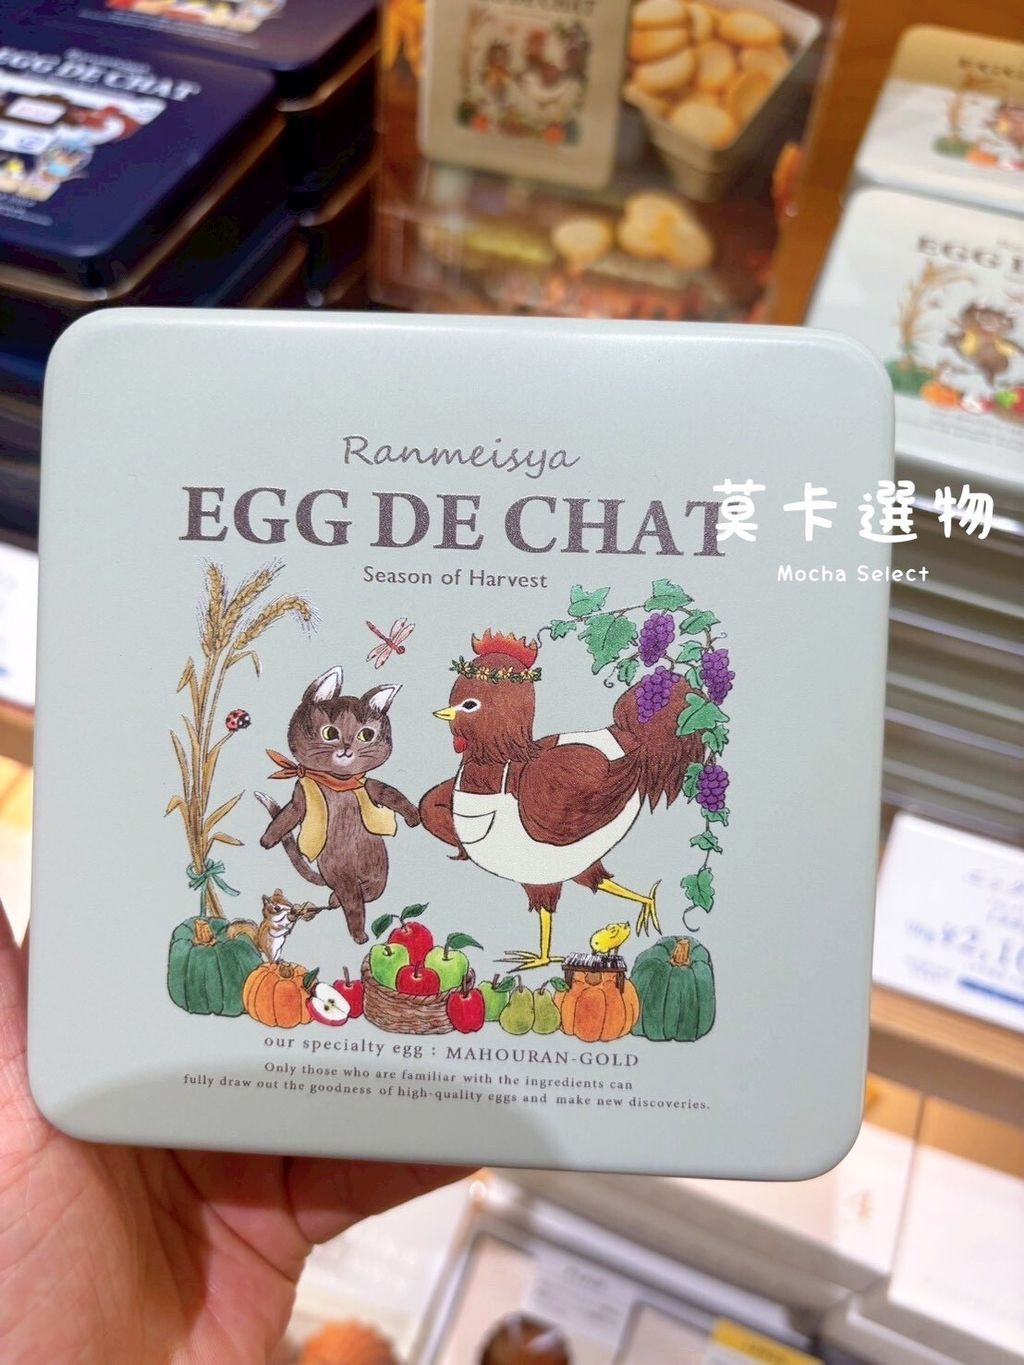 EGG DE CHAT
Ranmeisya
EGG DE CHAT
Season of Harvest
莫卡選物
Mocha Select
our specialty egg : MAHOURAN-GOLD
Only those who are familiar with the ingredients can
fully draw out the goodness of high-quality eggs and make new discoveries.